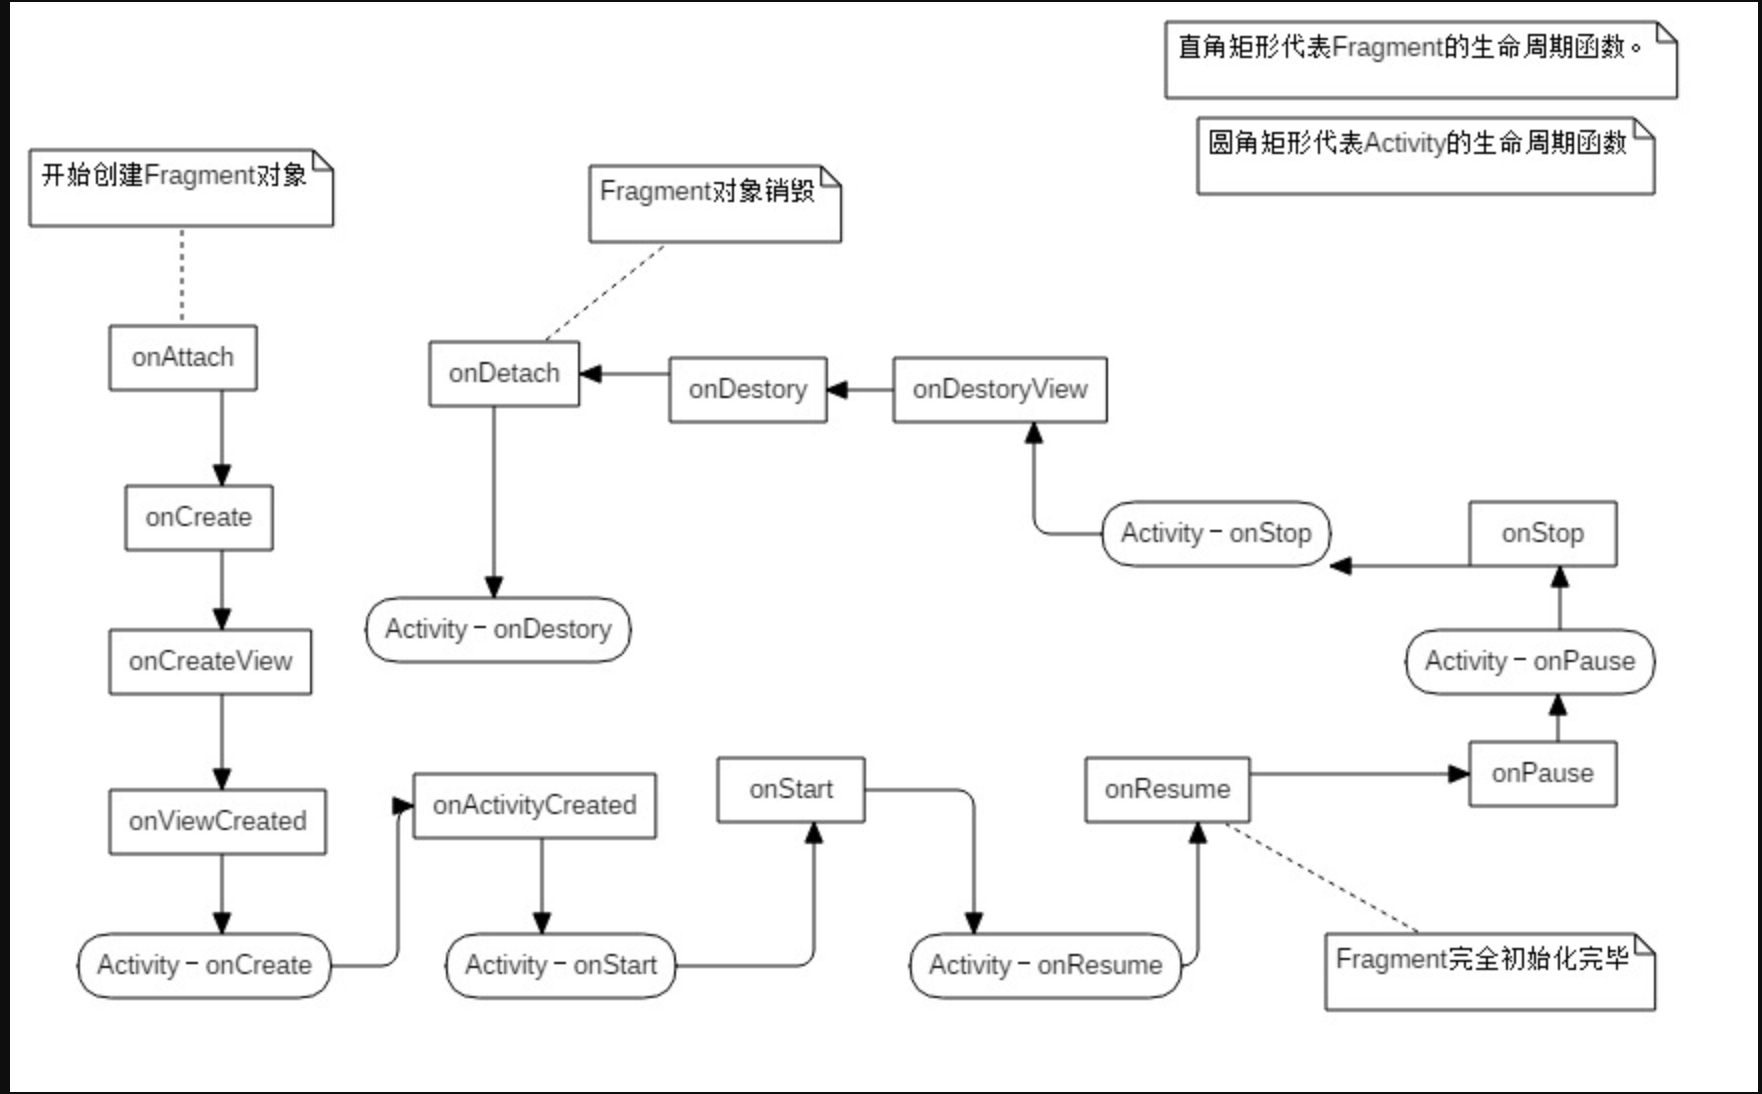 直角矩形代表Fragment的生命周期函数。
圆角矩形代表Activity的生命周期函数
开始创建Fragment对象
Fragment对象销毁
onAttach
onDetach
onDestory
onDestoryView
onCreate
Activity - onStop
onStop
onCreateView
Activity - onDestory
Activity - onPause
onViewCreated
onActivityCreated
onStart
onResume
onPause
Activity - onCreate
Activity - onStart
Activity - onResume
Fragment完全初始化完毕